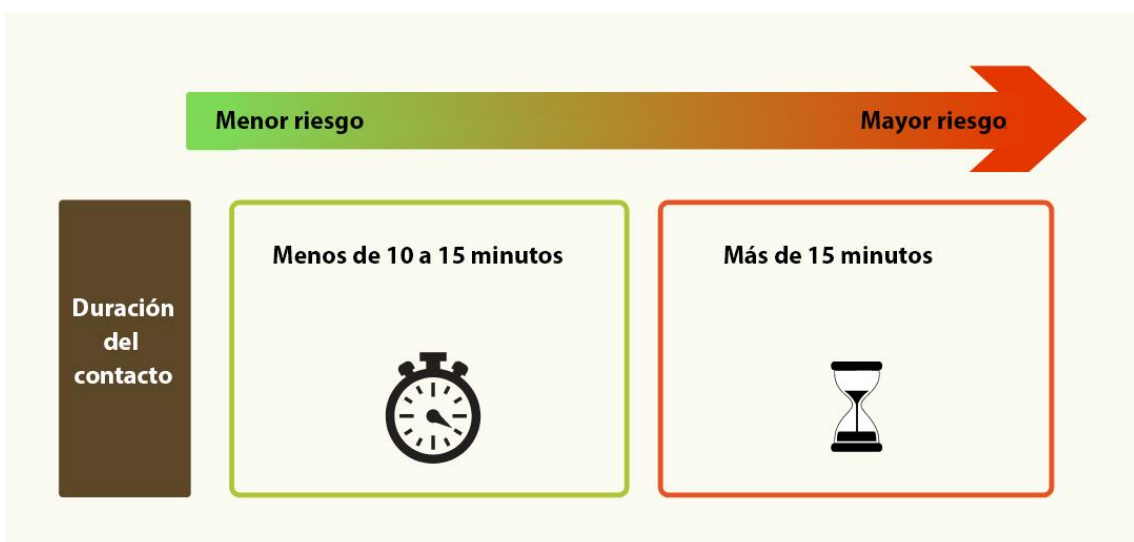 Menor riesgo
Mayor riesgo
Duración
del
contacto
Menos de 10 a 15 minutos
Más de 15 minutos